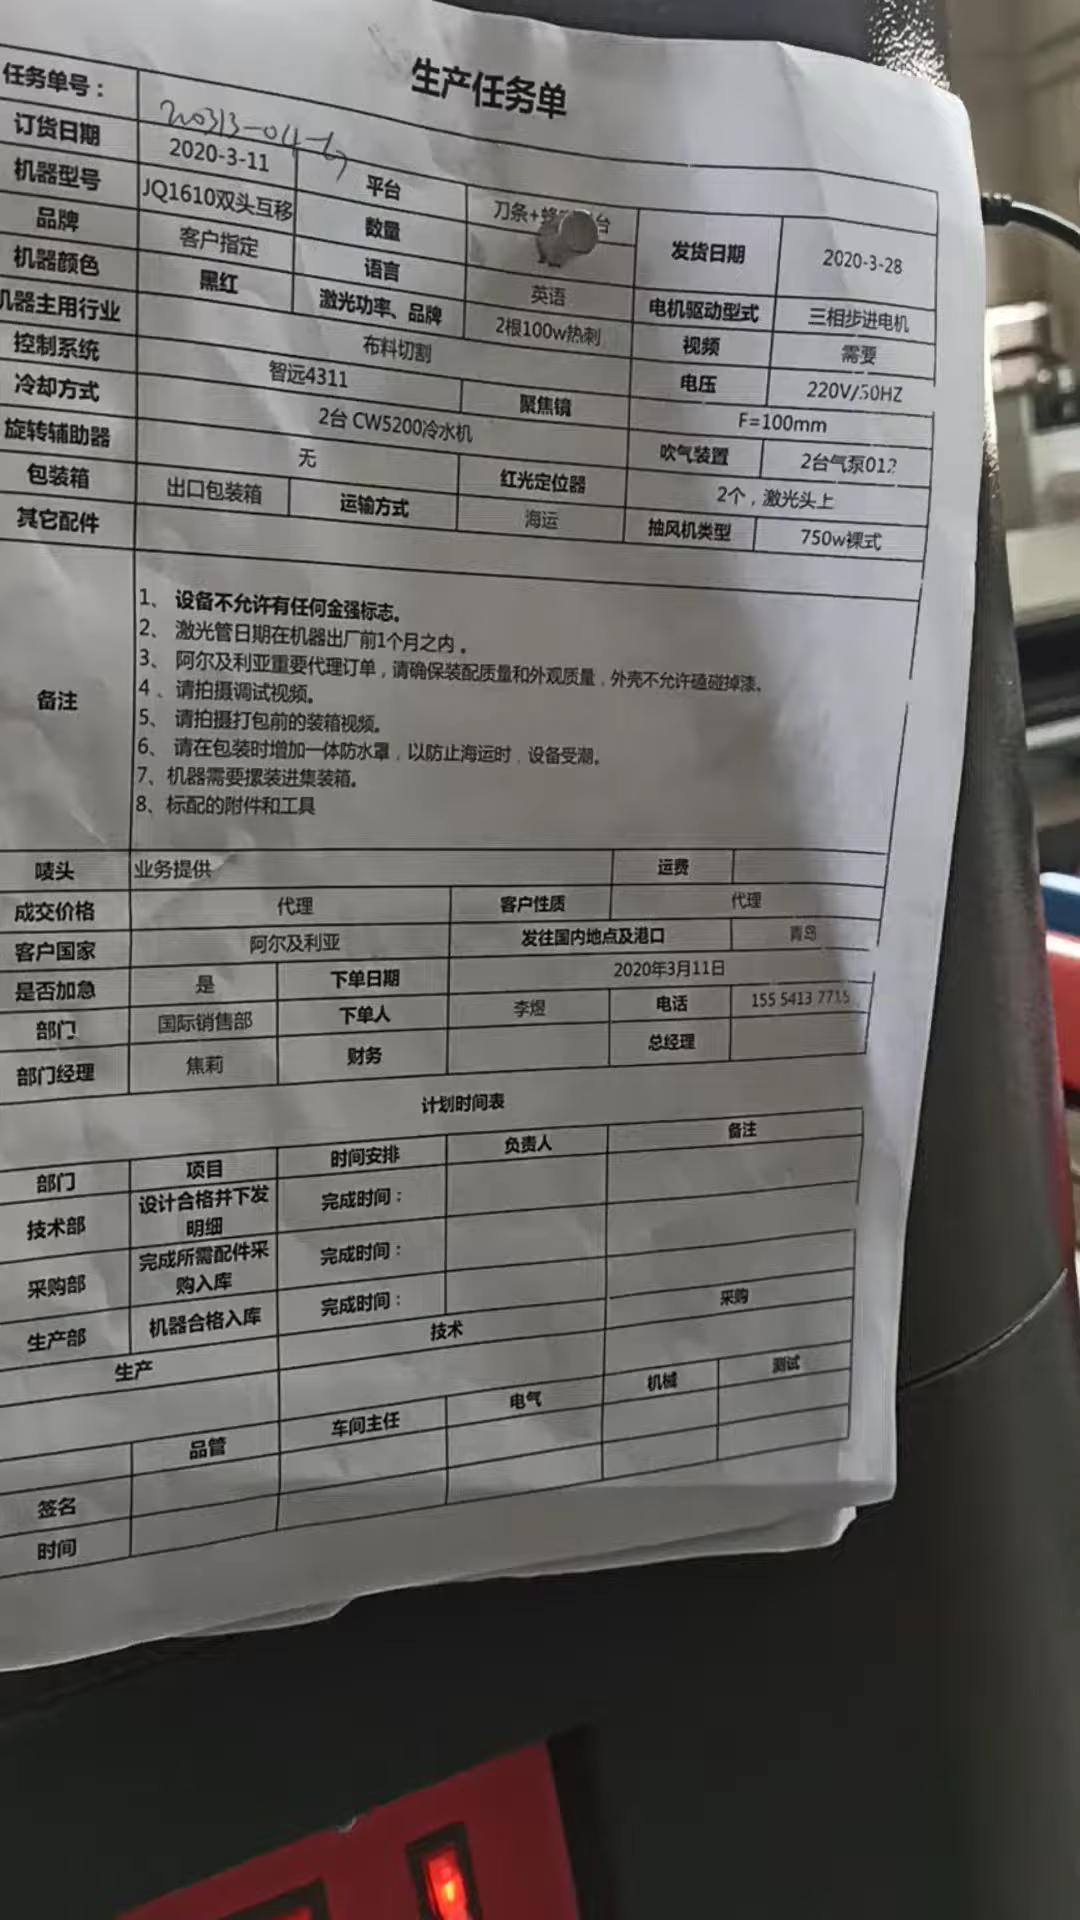 生产任务单
任务单号：
订货日期 2020-3-11 平台 刀条+ 台 发货日期 2020-3-28
机器型号 JQ1610双头互移 数量
品牌 客户指定 语言 英语 电机驱动型式 三相步进电机
机器颜色 黑红 激光功率、品牌 2根100w热刺 视频 需要
机器主用行业 布料切割 电压 220V/50HZ
控制系统 智远4311 聚焦镜 F=100mm
冷却方式 2台 CW5200冷水机 吹气装置 2台气泵012
旋转辅助器 无 红光定位器 2个，激光头上
包装箱 出口包装箱 运输方式 海运 抽风机类型 750w裸式
其它配件
备注
1、 设备不允许有任何金强标志。
2、 激光管日期在机器出厂前1个月之内 。
3、 阿尔及利亚重要代理订单，请确保装配质量和外观质量，外壳不允许磕碰掉漆。
4 、请拍摄调试视频。
5、 请拍摄打包前的装箱视频。
6、 请在包装时增加一体防水罩，以防止海运时，设备受潮。
7、机器需要摞装进集装箱。
8、标配的附件和工具
唛头 业务提供 运费
成交价格 代理 客户性质 代理
客户国家 阿尔及利亚 发往国内地点及港口 青岛
是否加急 是 下单日期 2020年3月11日
部门 国际销售部 下单人 李煜 电话 155 5413 7715
部门经理 焦莉 财务 总经理
计划时间表
部门 项目 时间安排 负责人 备注
技术部 设计合格并下发明细 完成时间：
采购部 完成所需配件采购入库 完成时间：
生产部 机器合格入库 完成时间：
生产 技术 采购
品管 车间主任 电气 机械 测试
签名
时间